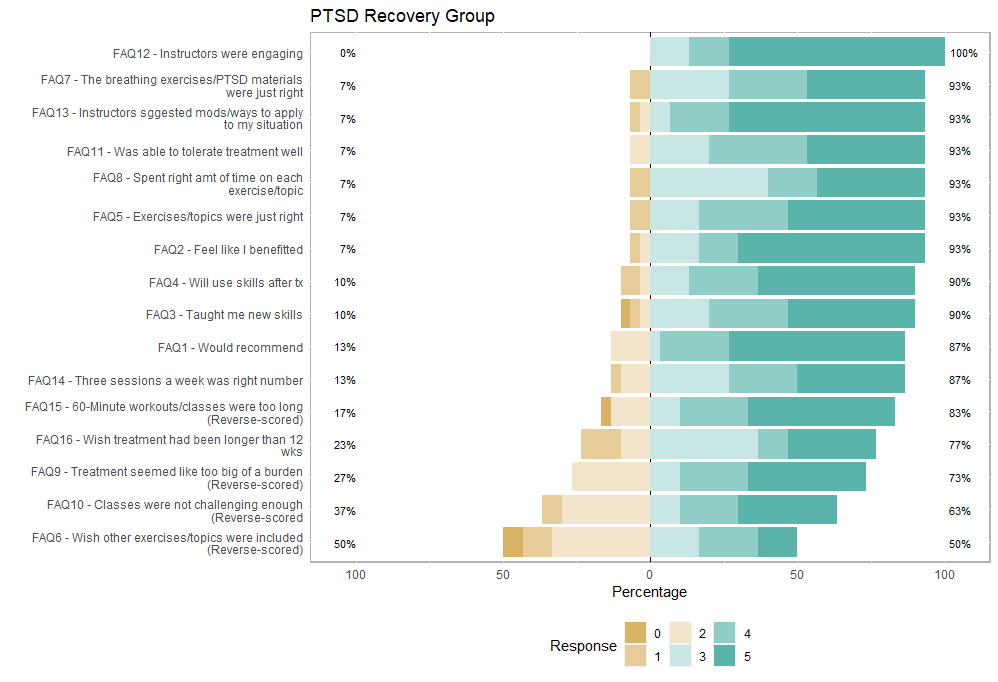 PTSD Recovery Group
FAQ12 - Instructors were engaging 0% 100%
FAQ7 - The breathing exercises/PTSD materials
were just right 7% 93%
FAQ13 - Instructors sggested mods/ways to apply
to my situation 7% 93%
FAQ11 - Was able to tolerate treatment well 7% 93%
FAQ8 - Spent right amt of time on each
exercise/topic 7% 93%
FAQ5 - Exercises/topics were just right 7% 93%
FAQ2 - Feel like I benefitted 7% 93%
FAQ4 - Will use skills after tx 10% 90%
FAQ3 - Taught me new skills 10% 90%
FAQ1 - Would recommend 13% 87%
FAQ14 - Three sessions a week was right number 13% 87%
FAQ15 - 60-Minute workouts/classes were too long
(Reverse-scored) 17% 83%
FAQ16 - Wish treatment had been longer than 12
wks 23% 77%
FAQ9 - Treatment seemed like too big of a burden
(Reverse-scored) 27% 73%
FAQ10 - Classes were not challenging enough
(Reverse-scored 37% 63%
FAQ6 - Wish other exercises/topics were included
(Reverse-scored) 50% 50%
100 50 0 50 100
Percentage
Response 0 2 4
1 3 5